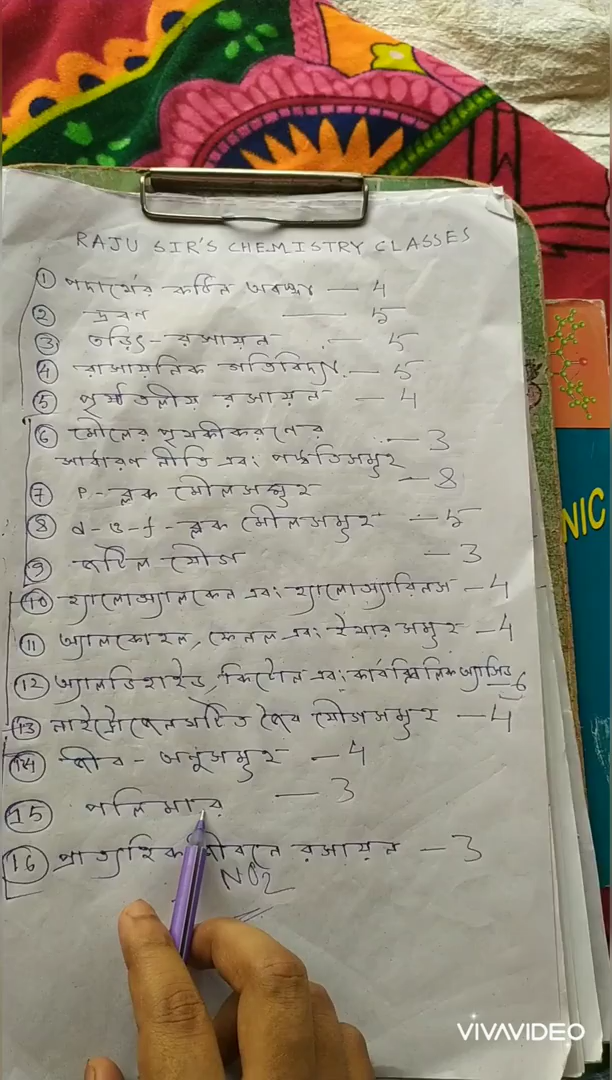 RAJU SIR'S CHEMISTRY CLASSES
① পদার্থের কঠিন অবস্থা — 4
② দ্রবণ — 5
③ তড়িৎ-রসায়ন — 5
④ রাসায়নিক গতিবিদ্যা — 5
⑤ পৃষ্ঠতলীয় রসায়ন — 4
⑥ মৌলের পৃথকীকরণের
সাধারণ নীতি এবং পদ্ধতিসমুহ — 3
⑦ P-ব্লক মৌলসমুহ — 8
⑧ d-ও-f-ব্লক মৌলসমুহ — 5
⑨ জটিল যৌগ — 3
⑩ হ্যালোঅ্যালকেন এবং হ্যালোঅ্যারিনস — 4
⑪ অ্যালকোহল, ফেনল এবং ইথার সমুহ — 4
⑫ অ্যালডিহাইড, কিটোন এবং কার্বক্সিলিক অ্যাসিড — 6
⑬ নাইট্রোজেনঘটিত জৈব যৌগসমুহ — 4
⑭ জীব-অনুসমুহ — 4
⑮ পলিমার — 3
⑯ প্রাত্যহিক জীবনে রসায়ন — 3
NO2
NIC
VIVAVIDEO